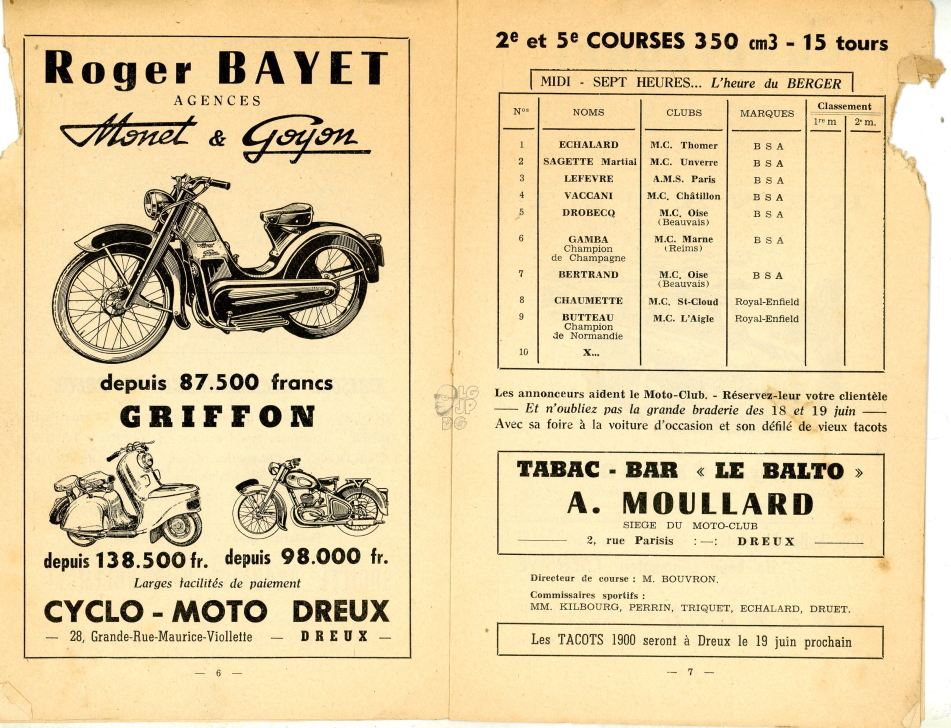 Roger BAYET
AGENCES
Monet & Goyon
depuis 87.500 francs
GRIFFON
depuis 138.500 fr. depuis 98.000 fr.
Larges facilités de paiement
CYCLO - MOTO DREUX
— 28, Grande-Rue-Maurice-Viollette — DREUX —
— 6 —
2e et 5e COURSES 350 cm3 - 15 tours
MIDI - SEPT HEURES... L'heure du BERGER
Nos NOMS CLUBS MARQUES Classement
1re m 2e m.
1 ECHALARD M.C. Thomer B S A
2 SAGETTE Martial M.C. Unverre B S A
3 LEFEVRE A.M.S. Paris B S A
4 VACCANI M.C. Châtillon B S A
5 DROBECQ M.C. Oise B S A
(Beauvais)
6 GAMBA M.C. Marne B S A
Champion (Reims)
de Champagne
7 BERTRAND M.C. Oise B S A
(Beauvais)
8 CHAUMETTE M.C. St-Cloud Royal-Enfield
9 BUTTEAU M.C. L'Aigle Royal-Enfield
Champion
de Normandie
10 X...
Les annonceurs aident le Moto-Club. - Réservez-leur votre clientèle
— Et n'oubliez pas la grande braderie des 18 et 19 juin —
Avec sa foire à la voiture d'occasion et son défilé de vieux tacots
TABAC - BAR « LE BALTO »
A. MOULLARD
SIEGE DU MOTO-CLUB
— 2, rue Parisis :—: DREUX —
Directeur de course : M. BOUVRON.
Commissaires sportifs :
MM. KILBOURG, PERRIN, TRIQUET, ECHALARD, DRUET.
Les TACOTS 1900 seront à Dreux le 19 juin prochain
— 7 —